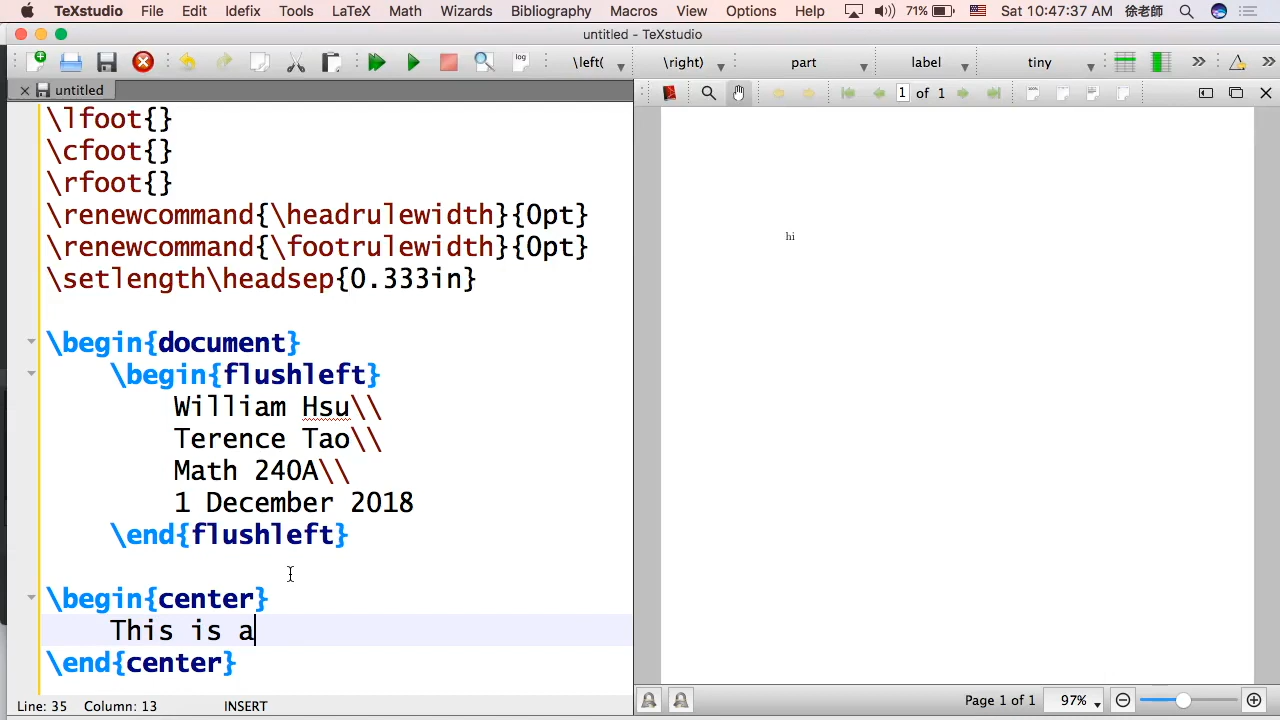 TeXstudio File Edit Idefix Tools LaTeX Math Wizards Bibliography Macros View Options Help 71% Sat 10:47:37 AM 徐老師
untitled - TeXstudio
log \left( \right) part label tiny
untitled
1 of 1
\lfoot{}
\cfoot{}
\rfoot{}
\renewcommand{\headrulewidth}{0pt}
\renewcommand{\footrulewidth}{0pt}
\setlength\headsep{0.333in}
\begin{document}
\begin{flushleft}
William Hsu\\
Terence Tao\\
Math 240A\\
1 December 2018
\end{flushleft}
\begin{center}
This is a
\end{center}
hi
Line: 35 Column: 13 INSERT
Page 1 of 1 97%